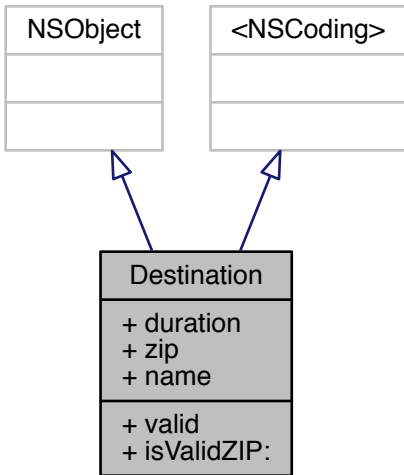 NSObject
<NSCoding>
Destination
+ duration
+ zip
+ name
+ valid
+ isValidZIP: